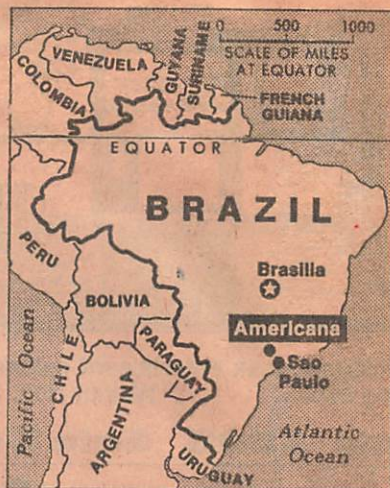 0 500 1000
SCALE OF MILES
AT EQUATOR
VENEZUELA
GUYANA
SURINAME
COLOMBIA
FRENCH
GUIANA
EQUATOR
BRAZIL
PERU
Brasilia
BOLIVIA
Americana
PARAGUAY
Sao
Paulo
Pacific Ocean
CHILE
ARGENTINA
Atlantic
Ocean
URUGUAY